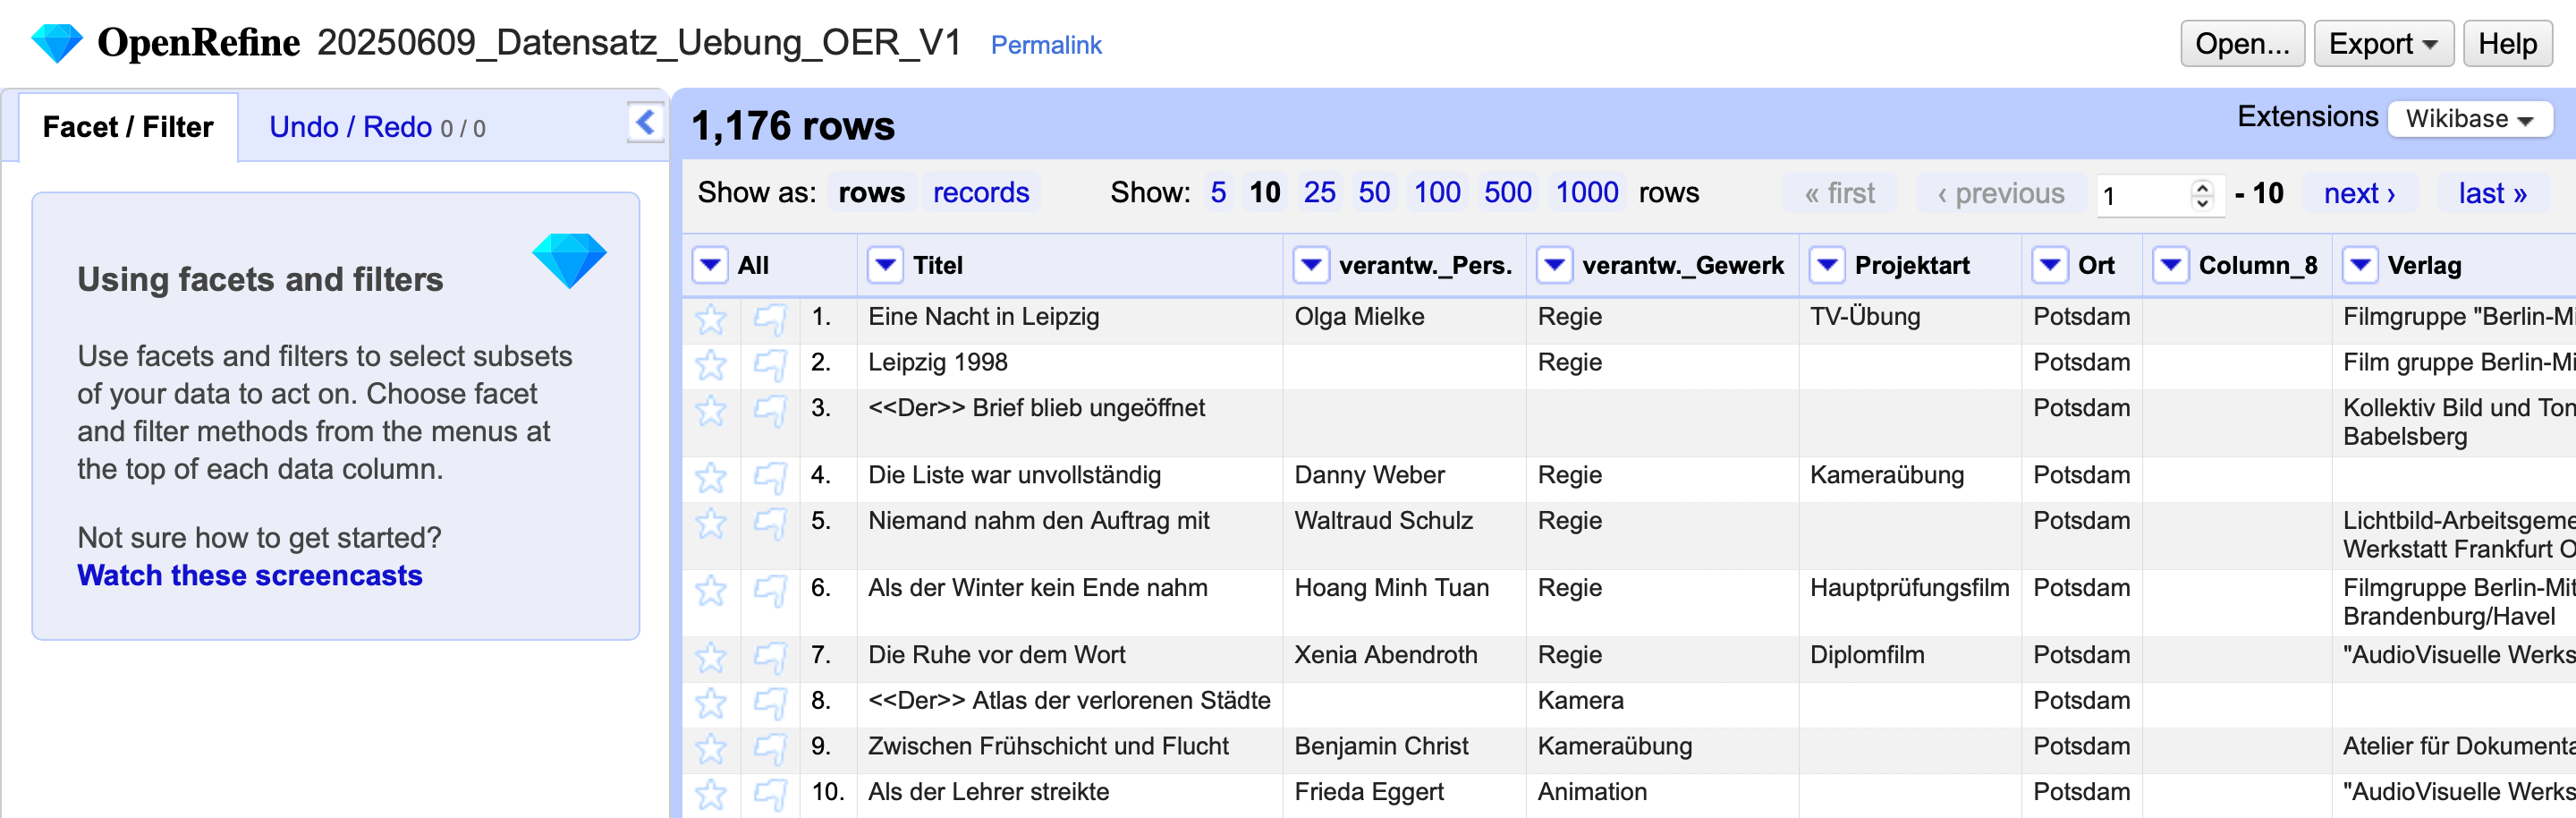 OpenRefine 20250609_Datensatz_Uebung_OER_V1 Permalink Open... Export Help
Facet / Filter Undo / Redo 0 / 0
Using facets and filters
Use facets and filters to select subsets
of your data to act on. Choose facet
and filter methods from the menus at
the top of each data column.
Not sure how to get started?
Watch these screencasts
1,176 rows Extensions Wikibase
Show as: rows records Show: 5 10 25 50 100 500 1000 rows « first ‹ previous 1 - 10 next › last »
All Titel verantw._Pers. verantw._Gewerk Projektart Ort Column_8 Verlag
1. Eine Nacht in Leipzig Olga Mielke Regie TV-Übung Potsdam Filmgruppe "Berlin-Mi
2. Leipzig 1998 Regie Potsdam Film gruppe Berlin-Mi
3. <<Der>> Brief blieb ungeöffnet Potsdam Kollektiv Bild und Ton
Babelsberg
4. Die Liste war unvollständig Danny Weber Regie Kameraübung Potsdam
5. Niemand nahm den Auftrag mit Waltraud Schulz Regie Potsdam Lichtbild-Arbeitsgeme
Werkstatt Frankfurt O
6. Als der Winter kein Ende nahm Hoang Minh Tuan Regie Hauptprüfungsfilm Potsdam Filmgruppe Berlin-Mit
Brandenburg/Havel
7. Die Ruhe vor dem Wort Xenia Abendroth Regie Diplomfilm Potsdam "AudioVisuelle Werks
8. <<Der>> Atlas der verlorenen Städte Kamera Potsdam
9. Zwischen Frühschicht und Flucht Benjamin Christ Kameraübung Potsdam Atelier für Dokumenta
10. Als der Lehrer streikte Frieda Eggert Animation Potsdam "AudioVisuelle Werks